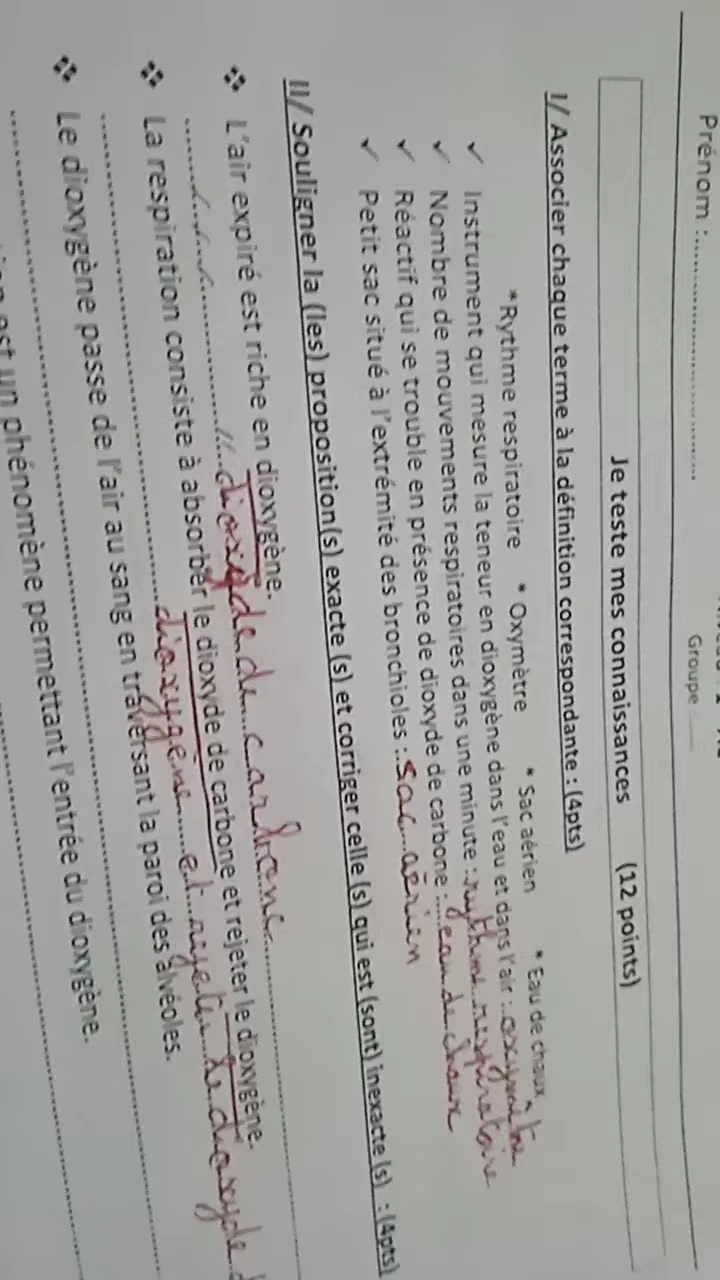 Prénom :........................
Groupe
Je teste mes connaissances (12 points)
I/ Associer chaque terme à la définition correspondante : (4pts)
*Rythme respiratoire * Oxymètre * Sac aérien * Eau de chaux
✓ Instrument qui mesure la teneur en dioxygène dans l'eau et dans l'air :
✓ Nombre de mouvements respiratoires dans une minute : rythme respiratoire
✓ Réactif qui se trouble en présence de dioxyde de carbone : eau de chaux
✓ Petit sac situé à l'extrémité des bronchioles : sac aérien
II/ Souligner la (les) proposition(s) exacte (s) et corriger celle (s) qui est (sont) inexacte (s) : (4pts)
❖ L'air expiré est riche en dioxygène.
dioxyde de carbone
❖ La respiration consiste à absorber le dioxyde de carbone et rejeter le dioxygène.
dioxygène et rejeter le dioxyde
❖ Le dioxygène passe de l'air au sang en traversant la paroi des alvéoles.
est un phénomène permettant l'entrée du dioxygène.